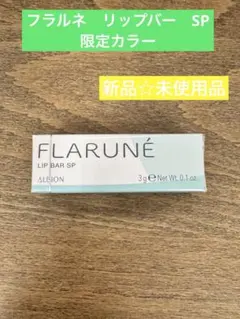 フラルネ　リップバー　SP
限定カラー
新品☆未使用品
FLARUNÉ
LIP BAR SP
ALBION
3g ℮ Net Wt. 0.1 oz.